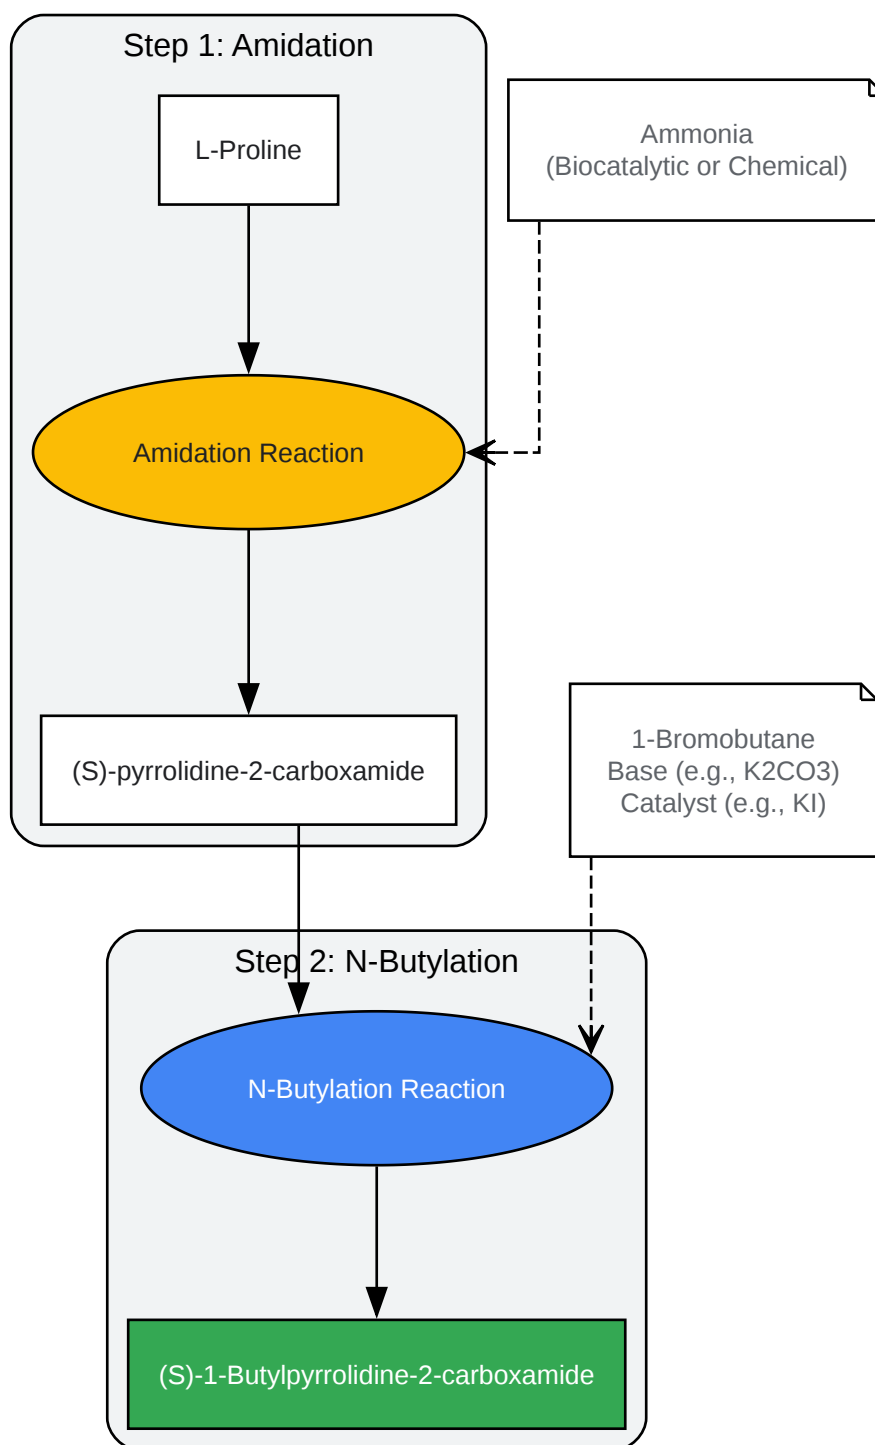 Step 1: Amidation
L-Proline
Ammonia
(Biocatalytic or Chemical)
Amidation Reaction
(S)-pyrrolidine-2-carboxamide
1-Bromobutane
Base (e.g., K2CO3)
Catalyst (e.g., KI)
Step 2: N-Butylation
N-Butylation Reaction
(S)-1-Butylpyrrolidine-2-carboxamide